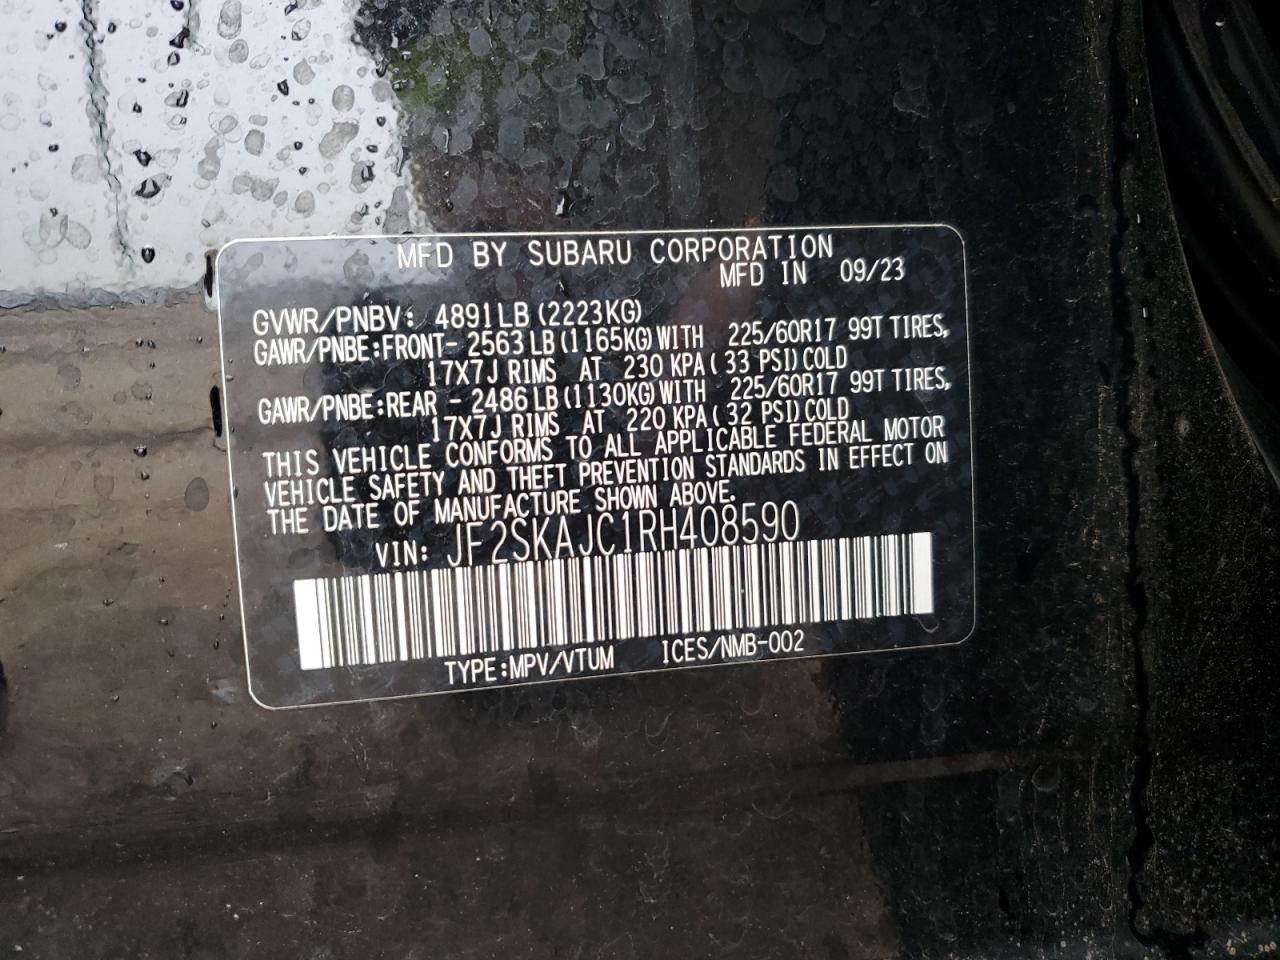 MFD BY SUBARU CORPORATION
MFD IN 09/23
GVWR/PNBV: 4891LB (2223KG)
GAWR/PNBE:FRONT- 2563 LB (1165KG) WITH 225/60R17 99T TIRES,
17X7J RIMS AT 230 KPA ( 33 PSI) COLD
GAWR/PNBE:REAR - 2486 LB (1130KG) WITH 225/60R17 99T TIRES,
17X7J RIMS AT 220 KPA ( 32 PSI) COLD
THIS VEHICLE CONFORMS TO ALL APPLICABLE FEDERAL MOTOR
VEHICLE SAFETY AND THEFT PREVENTION STANDARDS IN EFFECT ON
THE DATE OF MANUFACTURE SHOWN ABOVE.
VIN: JF2SKAJC1RH408590
TYPE:MPV/VTUM ICES/NMB-002